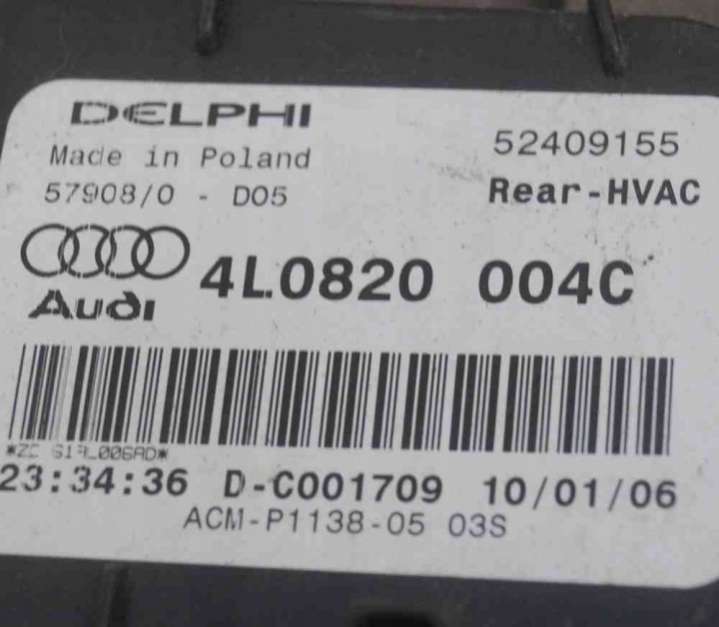 DELPHI
52409155
Made in Poland
Rear-HVAC
57908/0 - D05
4L0820 004C
Audi
23:34:36 D-C001709 10/01/06
ACM-P1138-05 03S